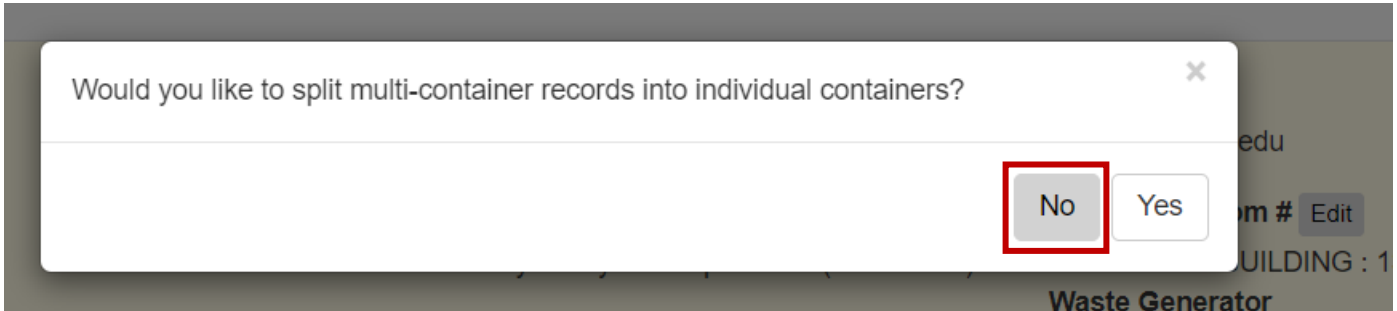 Would you like to split multi-container records into individual containers?
×
edu
No
Yes
m # Edit
UILDING : 1
Waste Generator